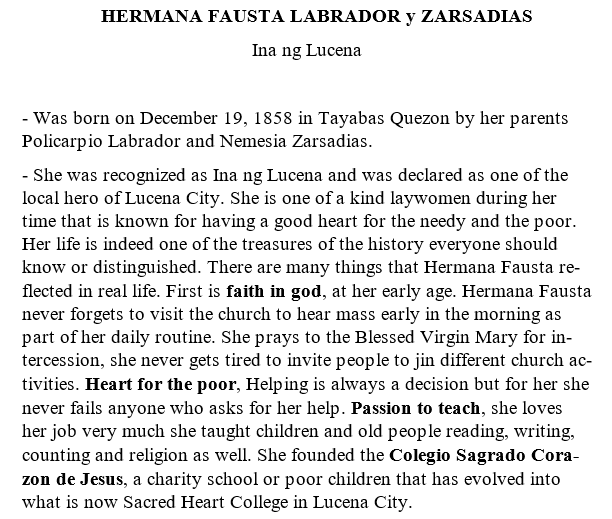 HERMANA FAUSTA LABRADOR y ZARSADIAS
Ina ng Lucena
- Was born on December 19, 1858 in Tayabas Quezon by her parents
Policarpio Labrador and Nemesia Zarsadias.
- She was recognized as Ina ng Lucena and was declared as one of the
local hero of Lucena City. She is one of a kind laywomen during her
time that is known for having a good heart for the needy and the poor.
Her life is indeed one of the treasures of the history everyone should
know or distinguished. There are many things that Hermana Fausta re-
flected in real life. First is faith in god, at her early age. Hermana Fausta
never forgets to visit the church to hear mass early in the morning as
part of her daily routine. She prays to the Blessed Virgin Mary for in-
tercession, she never gets tired to invite people to jin different church ac-
tivities. Heart for the poor, Helping is always a decision but for her she
never fails anyone who asks for her help. Passion to teach, she loves
her job very much she taught children and old people reading, writing,
counting and religion as well. She founded the Colegio Sagrado Cora-
zon de Jesus, a charity school or poor children that has evolved into
what is now Sacred Heart College in Lucena City.